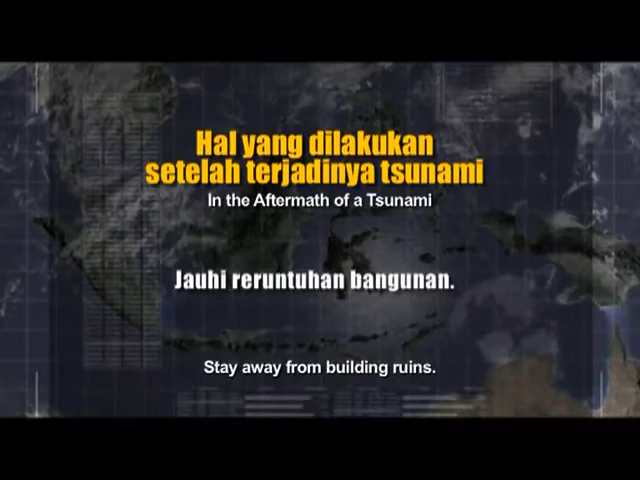 Hal yang dilakukan
setelah terjadinya tsunami
In the Aftermath of a Tsunami
Jauhi reruntuhan bangunan.
Stay away from building ruins.